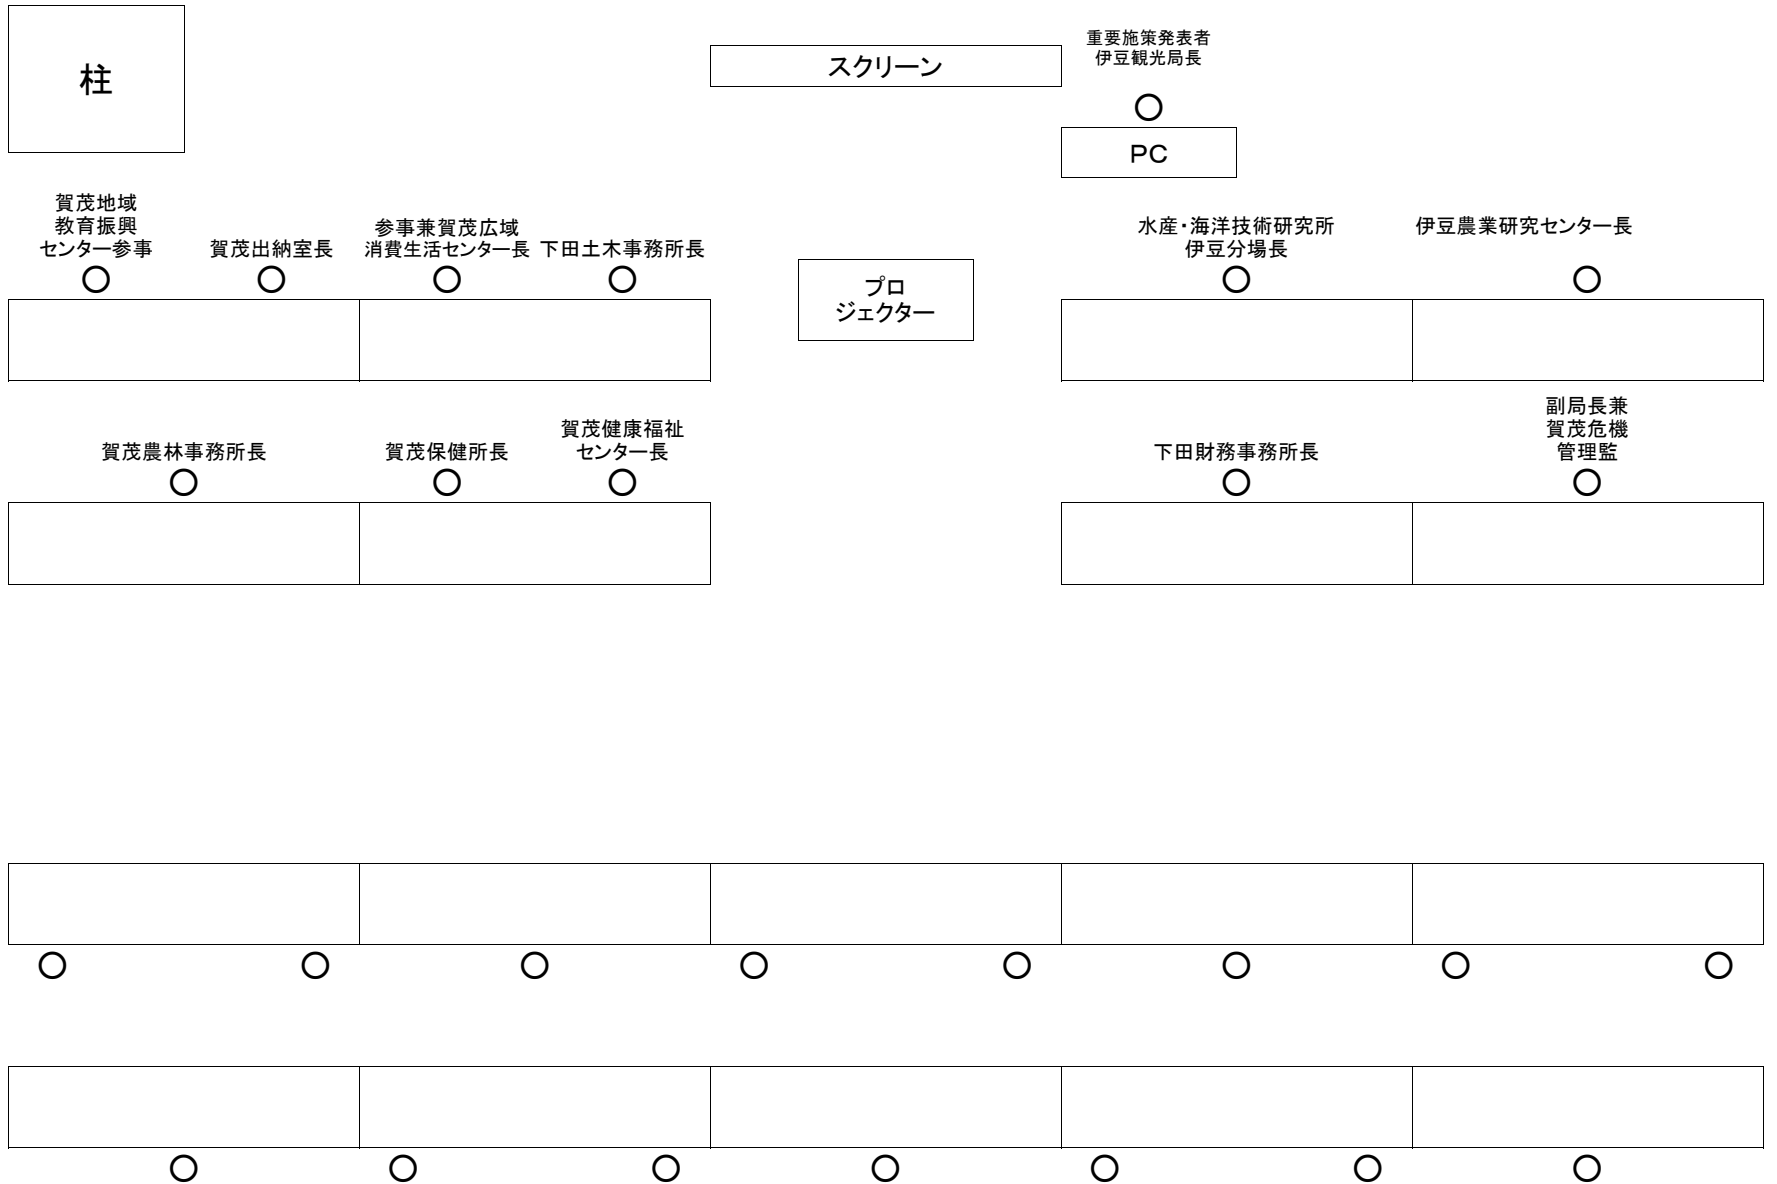 柱
スクリーン
重要施策発表者
伊豆観光局長
〇
PC
賀茂地域
教育振興
センター参事
〇
賀茂出納室長
〇
参事兼賀茂広域
消費生活センター長
〇
下田土木事務所長
〇
プロ
ジェクター
水産・海洋技術研究所
伊豆分場長
〇
伊豆農業研究センター長
〇
賀茂農林事務所長
〇
賀茂保健所長
〇
賀茂健康福祉
センター長
〇
下田財務事務所長
〇
副局長兼
賀茂危機
管理監
〇
〇 〇 〇 〇 〇 〇 〇 〇
〇 〇 〇 〇 〇 〇 〇